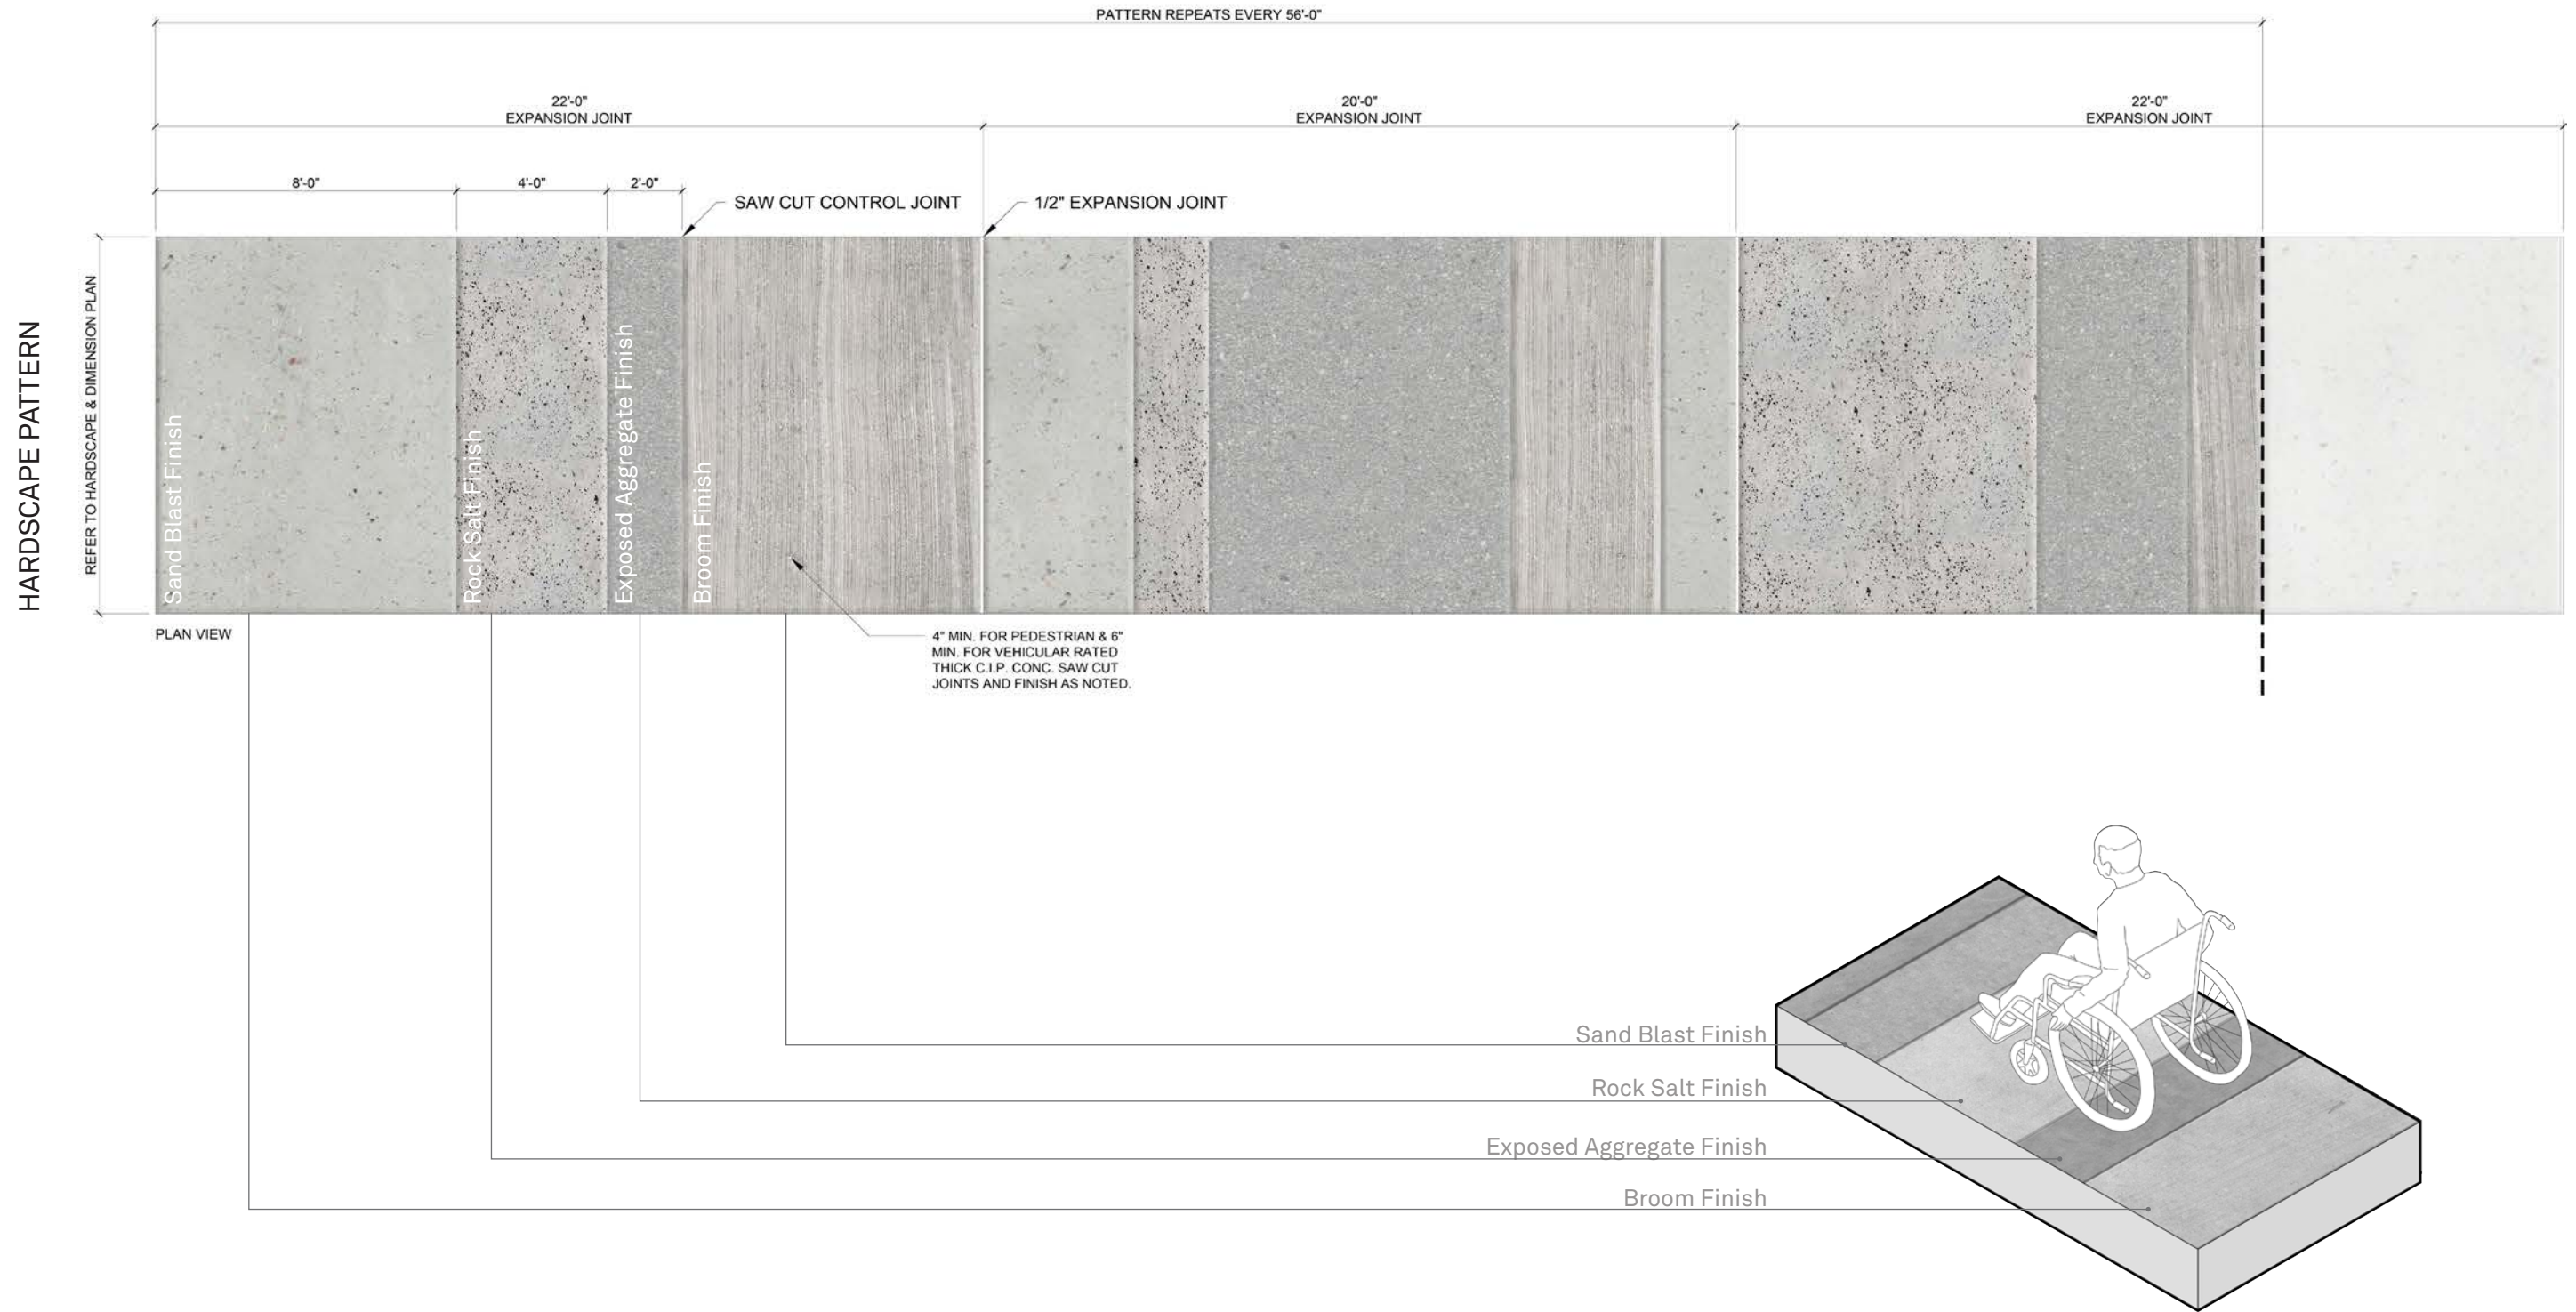 PATTERN REPEATS EVERY 56'-0"
22'-0"
EXPANSION JOINT
20'-0"
EXPANSION JOINT
22'-0"
EXPANSION JOINT
8'-0"
4'-0"
2'-0"
SAW CUT CONTROL JOINT
1/2" EXPANSION JOINT
HARDSCAPE PATTERN
REFER TO HARDSCAPE & DIMENSION PLAN
Sand Blast Finish
Rock Salt Finish
Exposed Aggregate Finish
Broom Finish
PLAN VIEW
4" MIN. FOR PEDESTRIAN & 6"
MIN. FOR VEHICULAR RATED
THICK C.I.P. CONC. SAW CUT
JOINTS AND FINISH AS NOTED.
Sand Blast Finish
Rock Salt Finish
Exposed Aggregate Finish
Broom Finish